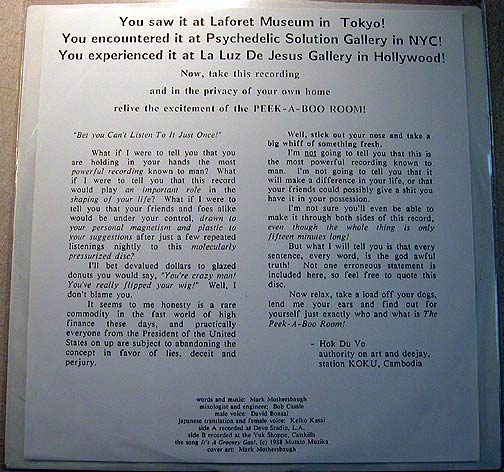 You saw it at Laforet Museum in Tokyo!
You encountered it at Psychedelic Solution Gallery in NYC!
You experienced it at La Luz De Jesus Gallery in Hollywood!
Now, take this recording
and in the privacy of your own home
relive the excitement of the PEEK-A-BOO ROOM!
"Bet you Can't Listen To It Just Once!"
What if I were to tell you that you
are holding in your hands the most
powerful recording known to man? What
if I were to tell you that this record
would play an important role in the
shaping of your life? What if I were to
tell you that your friends and foes alike
would be under your control, drawn to
your personal magnetism and plastic to
your suggestions after just a few repeated
listenings nightly to this molecularly
pressurized disc?
I'll bet devalued dollars to glazed
donuts you would say, "You're crazy man!
You've really flipped your wig!" Well, I
don't blame you.
It seems to me honesty is a rare
commodity in the fast world of high
finance these days, and practically
everyone from the President of the United
States on up are subject to abandoning the
concept in favor of lies, deceit and
perjury.
Well, stick out your nose and take a
big whiff of something fresh.
I'm not going to tell you that this is
the most powerful recording known to
man. I'm not going to tell you that it
will make a difference in your life, or that
your friends could possibly give a shit you
have it in your possession.
I'm not sure you'll even be able to
make it through both sides of this record,
even though the whole thing is only
fifteen minutes long!
But what I will tell you is that every
sentence, every word, is the god awful
truth! Not one erroneous statement is
included here, so feel free to quote this
disc.
Now relax, take a load off your dogs,
lend me your ears and find out for
yourself just exactly who and what is The
Peek-A-Boo Room!
- Hok Du Vo
authority on art and deejay,
station KOKU, Cambodia
words and music: Mark Mothersbaugh
mixologist and engineer: Bob Casale
male voice: David Bonzai
japanese translation and female voice: Keiko Kasai
side A recorded at Devo Studio, L.A.
side B recorded at the Yuk Shoppe, Catskills
the song It's A Groovey Gas!, (c) 1988 Mutato Muzika
cover art: Mark Mothersbaugh